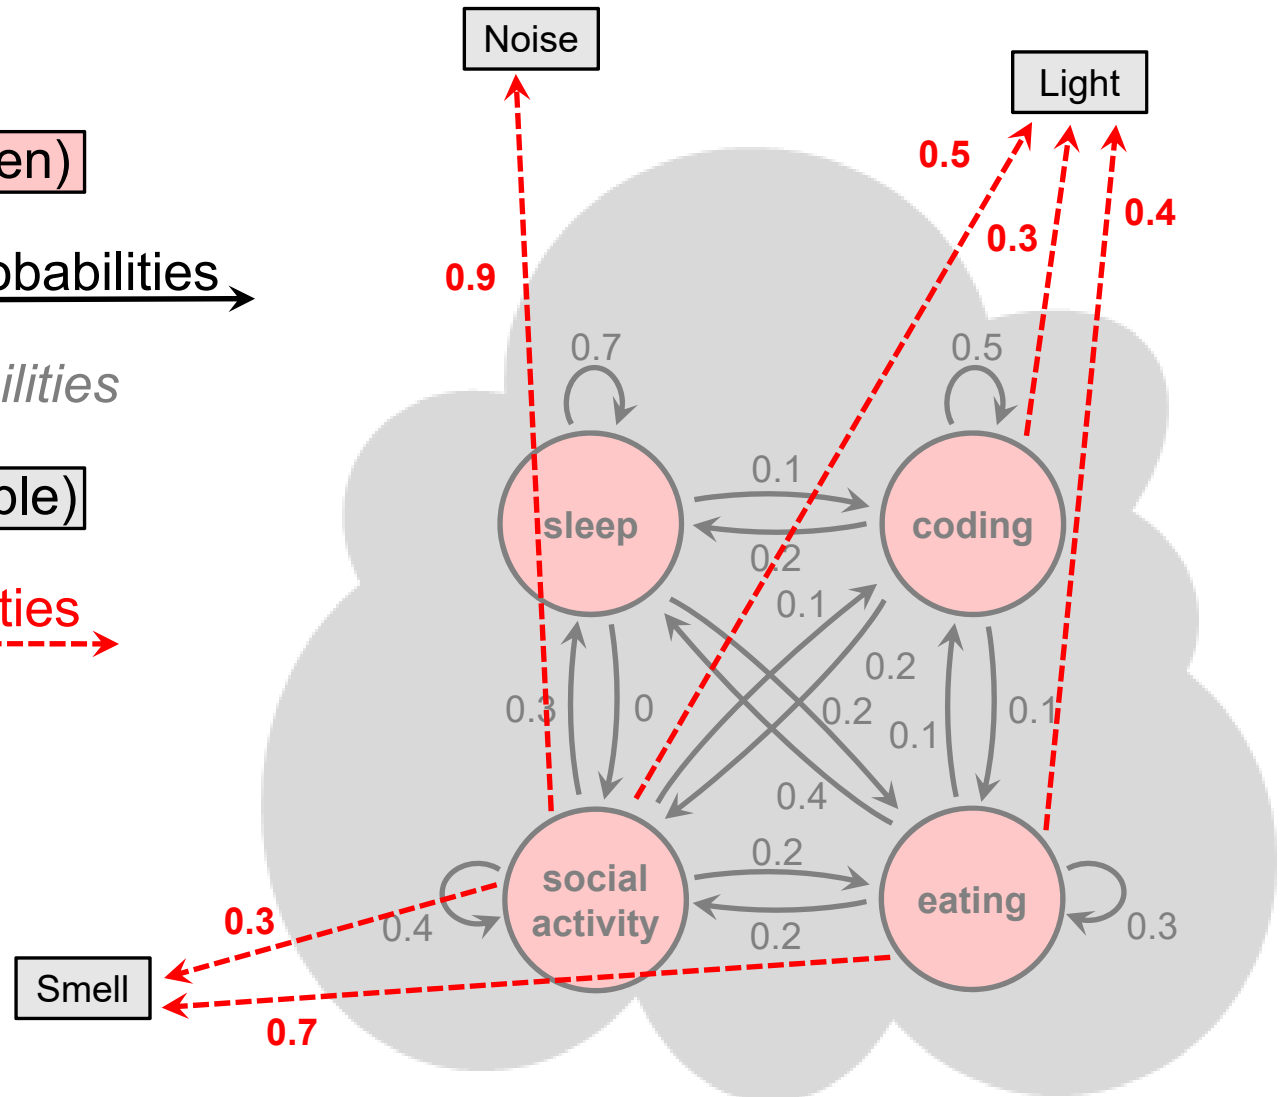 Noise
Light
en)
0.5
0.4
0.3
obabilities
0.9
0.7
0.5
ilities
0.1
ble)
sleep
coding
0.2
0.1
ties
0.2
0.3
0
0.2
0.1
0.1
0.4
0.2
social
activity
eating
0.3
0.4
0.2
0.3
Smell
0.7